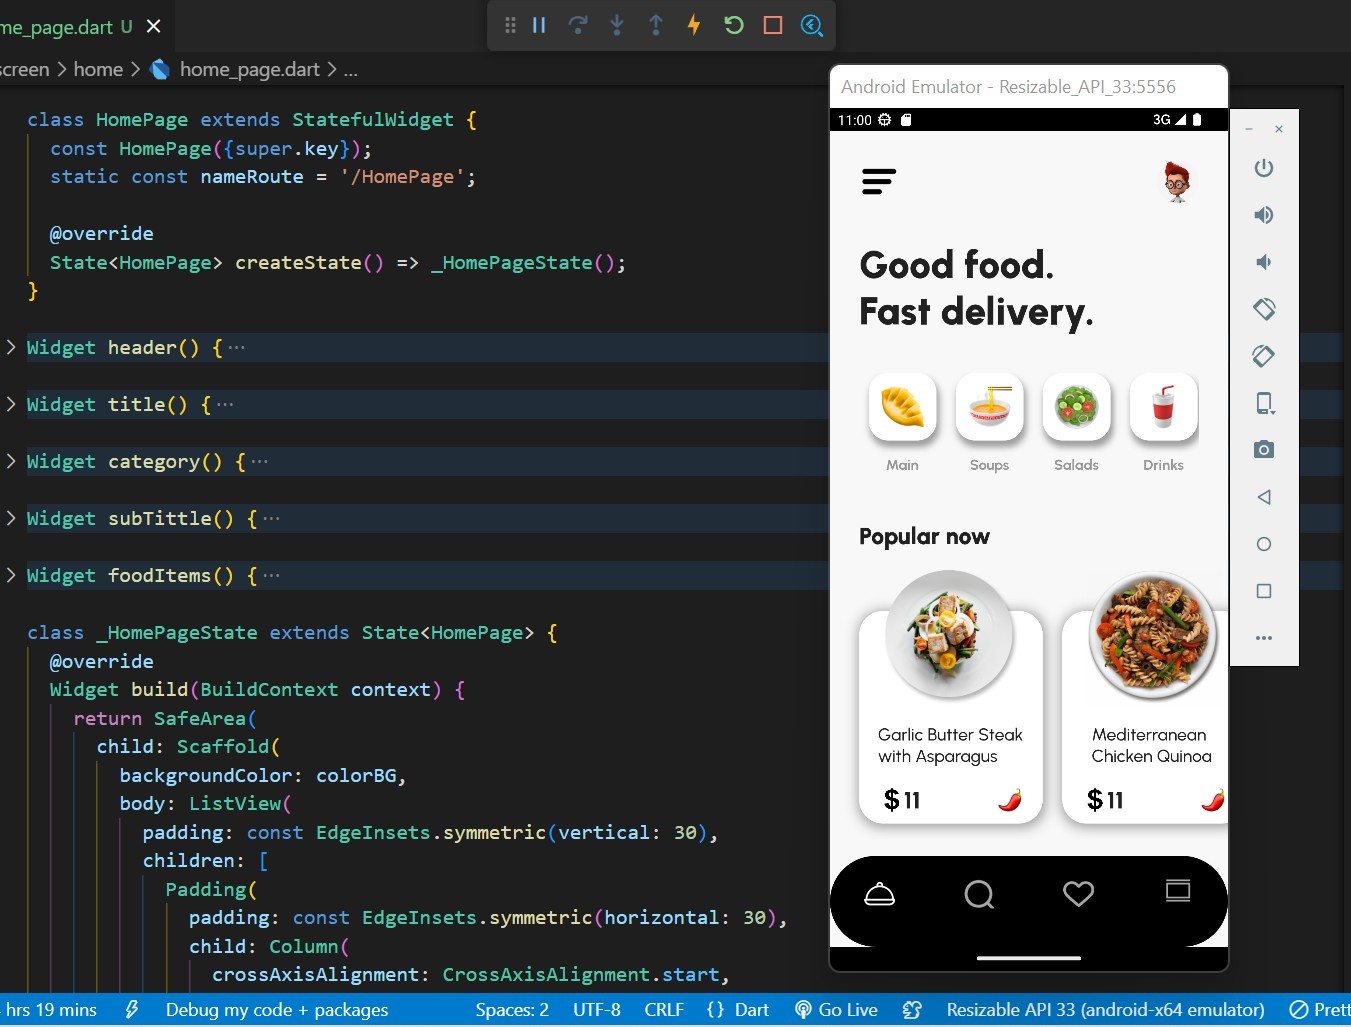 me_page.dart U
screen > home > home_page.dart > ...
class HomePage extends StatefulWidget {
const HomePage({super.key});
static const nameRoute = '/HomePage';
@override
State<HomePage> createState() => _HomePageState();
}
Widget header() { ...
Widget title() { ...
Widget category() { ...
Widget subTittle() { ...
Widget foodItems() { ...
class _HomePageState extends State<HomePage> {
@override
Widget build(BuildContext context) {
return SafeArea(
child: Scaffold(
backgroundColor: colorBG,
body: ListView(
padding: const EdgeInsets.symmetric(vertical: 30),
children: [
Padding(
padding: const EdgeInsets.symmetric(horizontal: 30),
child: Column(
crossAxisAlignment: CrossAxisAlignment.start,
Android Emulator - Resizable_API_33:5556
11:00 3G
Good food.
Fast delivery.
Main Soups Salads Drinks
Popular now
Garlic Butter Steak
with Asparagus
$ 11
Mediterranean
Chicken Quinoa
$ 11
hrs 19 mins Debug my code + packages Spaces: 2 UTF-8 CRLF {} Dart Go Live Resizable API 33 (android-x64 emulator) Prett